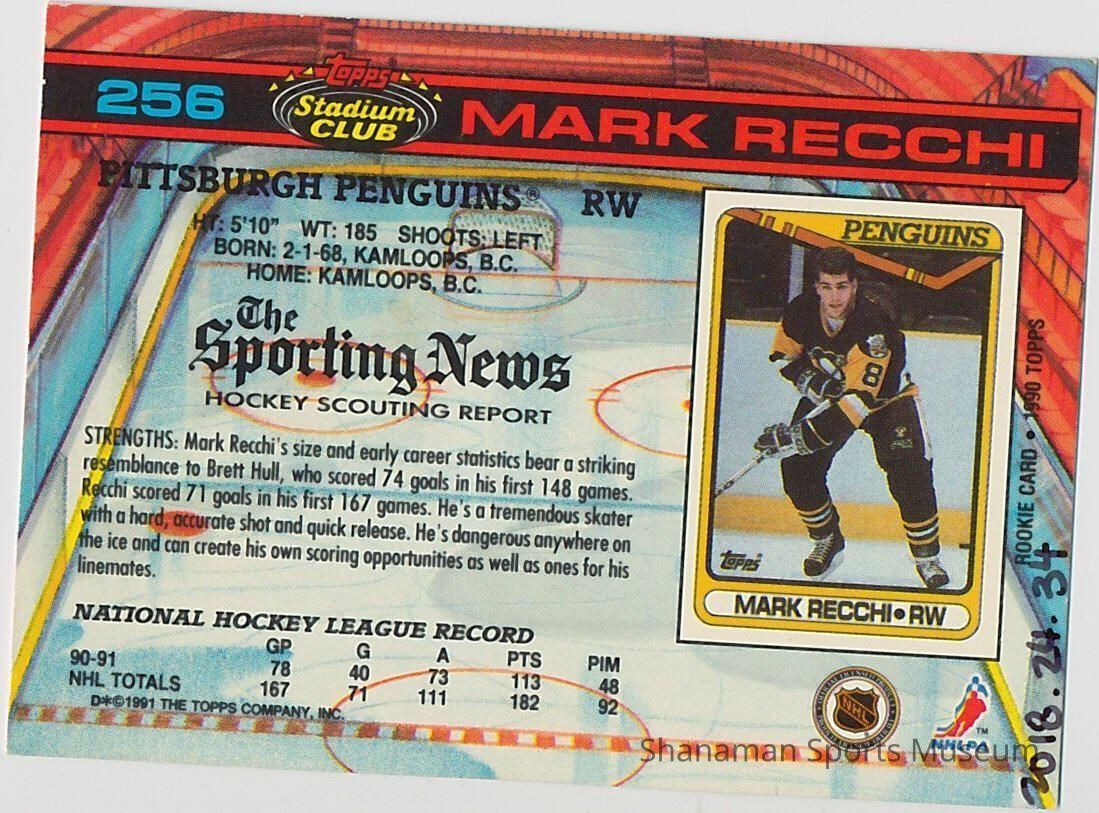 256
Topps
Stadium
CLUB
MARK RECCHI
PITTSBURGH PENGUINS® RW
HT: 5'10" WT: 185 SHOOTS: LEFT
BORN: 2-1-68, KAMLOOPS, B.C.
HOME: KAMLOOPS, B.C.
The
Sporting News
HOCKEY SCOUTING REPORT
STRENGTHS: Mark Recchi's size and early career statistics bear a striking
resemblance to Brett Hull, who scored 74 goals in his first 148 games.
Recchi scored 71 goals in his first 167 games. He's a tremendous skater
with a hard, accurate shot and quick release. He's dangerous anywhere on
the ice and can create his own scoring opportunities as well as ones for his
linemates.
NATIONAL HOCKEY LEAGUE RECORD
GP G A PTS PIM
90-91 78 40 73 113 48
NHL TOTALS 167 71 111 182 92
D*©1991 THE TOPPS COMPANY, INC.
PENGUINS
8
Topps
MARK RECCHI•RW
ROOKIE CARD • 1990 TOPPS
2018.24.34
NHL
NHLPA
TM
Shanaman Sports Museum